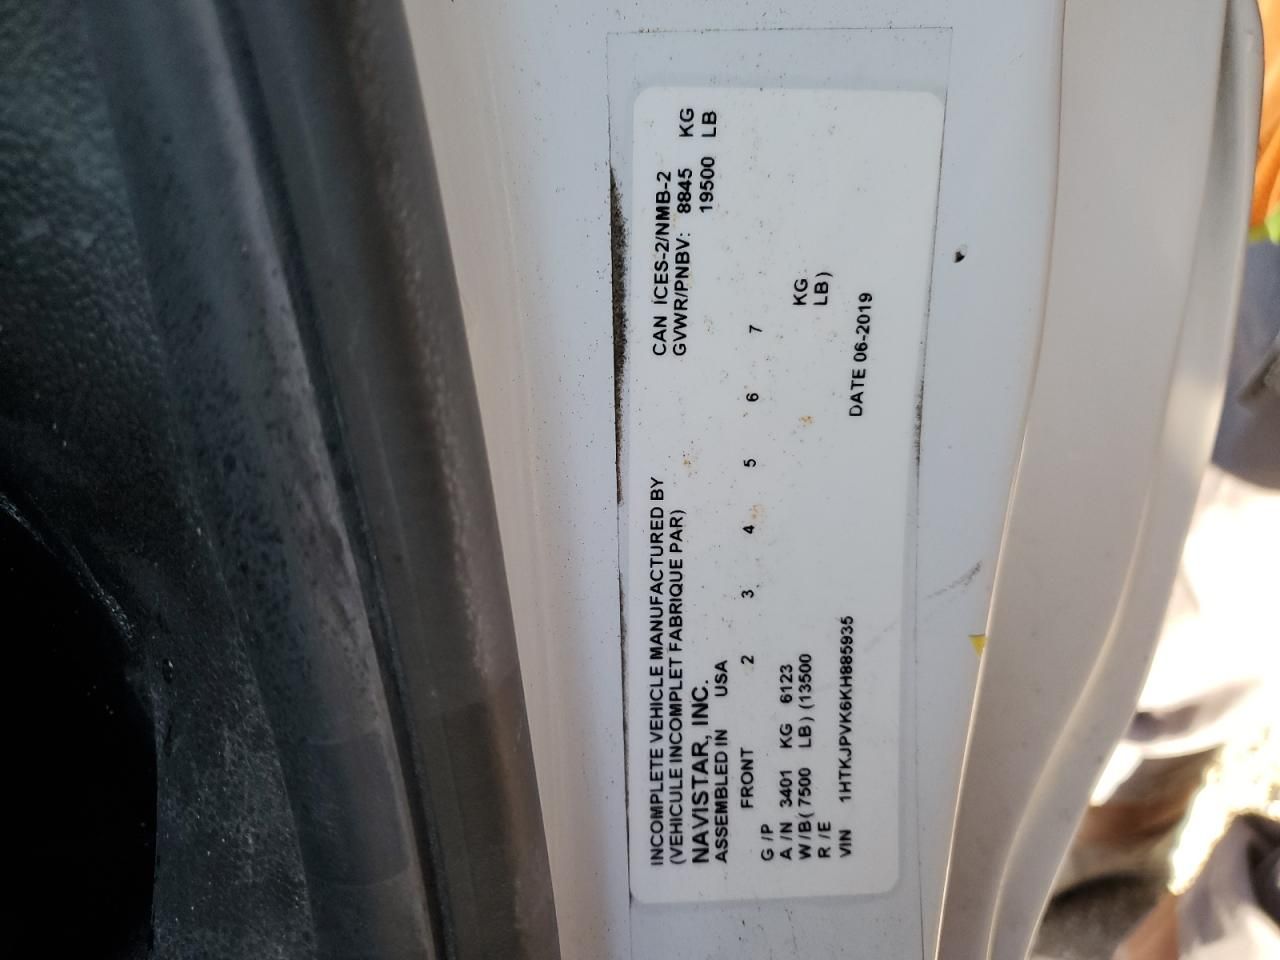 INCOMPLETE VEHICLE MANUFACTURED BY
(VEHICULE INCOMPLET FABRIQUE PAR)
NAVISTAR, INC.
ASSEMBLED IN USA
CAN ICES-2/NMB-2
GVWR/PNBV: 8845 KG
19500 LB
FRONT 2 3 4 5 6 7
G/P
A/N 3401 KG 6123 KG
W/B( 7500 LB) (13500 LB)
R/E
VIN 1HTKJPVK6KH885935 DATE 06-2019